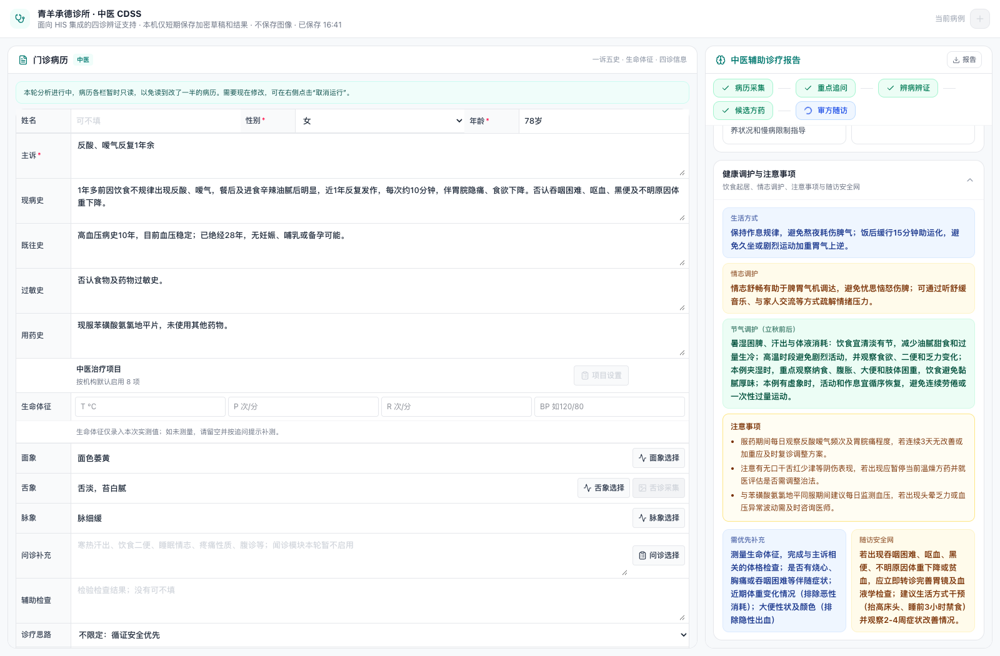 青羊承德诊所 · 中医 CDSS
面向 HIS 集成的四诊辨证支持 · 本机仅短期保存加密草稿和结果 · 不保存图像 · 已保存 16:41
当前病例
门诊病历 中医
一诉五史 · 生命体征 · 四诊信息
本轮分析进行中，病历各栏暂时只读，以免读到改了一半的病历。需要现在修改，可在右侧点击“取消运行”。
姓名 可不填 性别* 女 年龄* 78岁
主诉* 反酸、嗳气反复1年余
现病史
1年多前因饮食不规律出现反酸、嗳气，餐后及进食辛辣油腻后明显，近1年反复发作，每次约10分钟，伴胃脘隐痛、食欲下降。否认吞咽困难、呕血、黑便及不明原因体
重下降。
既往史
高血压病史10年，目前血压稳定；已绝经28年，无妊娠、哺乳或备孕可能。
过敏史
否认食物及药物过敏史。
用药史
现服苯磺酸氨氯地平片，未使用其他药物。
中医治疗项目
按机构默认启用 8 项
项目设置
生命体征 T °C P 次/分 R 次/分 BP 如120/80
生命体征仅录入本次实测值；如未测量，请留空并按追问提示补测。
面象 面色萎黄 面象选择
舌象 舌淡，苔白腻 舌象选择 舌诊采集
脉象 脉细缓 脉象选择
问诊补充 寒热汗出、饮食二便、睡眠情志、疼痛性质、腹诊等；闻诊模块本轮暂不启用 问诊选择
辅助检查 检验检查结果；没有可不填
诊疗思路 不限定：循证安全优先
中医辅助诊疗报告 报告
病历采集 重点追问 辨病辨证
候选方药 审方随访
养状况和慢病限制指导
健康调护与注意事项
饮食起居、情志调护、注意事项与随访安全网
生活方式
保持作息规律，避免熬夜耗伤脾气；饭后缓行15分钟助运化，避
免久坐或剧烈运动加重胃气上逆。
情志调护
情志舒畅有助于脾胃气机调达，避免忧思恼怒伤脾；可通过听舒缓
音乐、与家人交流等方式疏解情绪压力。
节气调护（立秋前后）
暑湿困脾、汗出与体液消耗：饮食宜清淡有节，减少油腻甜食和过
量生冷；高温时段避免剧烈活动，并观察食欲、二便和乏力变化；
本例夹湿时，重点观察纳食、腹胀、大便和肢体困重，饮食避免黏
腻厚味；本例有虚象时，活动和作息宜循序恢复，避免连续劳倦或
一次性过量运动。
注意事项
• 服药期间每日观察反酸嗳气频次及胃脘痛程度，若连续3天无改善或
加重应及时复诊调整方案。
• 注意有无口干舌红少津等阴伤表现，若出现应暂停当前温燥方药并就
医评估是否需调整治法。
• 与苯磺酸氨氯地平同服期间建议每日监测血压，若出现头晕乏力或血
压异常波动需及时咨询医师。
需优先补充
测量生命体征，完成与主诉相
关的体格检查；是否有烧心、
胸痛或吞咽困难等伴随症状；
近期体重变化情况（排除恶性
消耗）；大便性状及颜色（排
除隐性出血）
随访安全网
若出现吞咽困难、呕血、黑
便、不明原因体重下降或贫
血，应立即转诊完善胃镜及血
液学检查；建议生活方式干预
（抬高床头、睡前3小时禁食）
并观察2-4周症状改善情况。